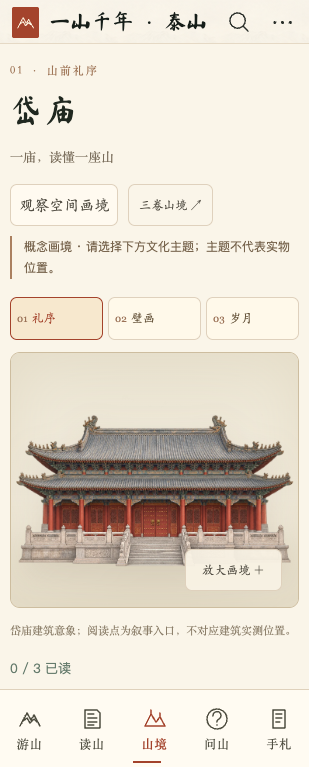 一山千年 · 泰山
01 · 山前礼序
岱庙
一庙，读懂一座山
观察空间画境
三卷山境 ↗
概念画境 · 请选择下方文化主题；主题不代表实物
位置。
01 礼序
02 壁画
03 岁月
放大画境 ＋
岱庙建筑意象；阅读点为叙事入口，不对应建筑实测位置。
0 / 3 已读
游山
读山
山境
问山
手札